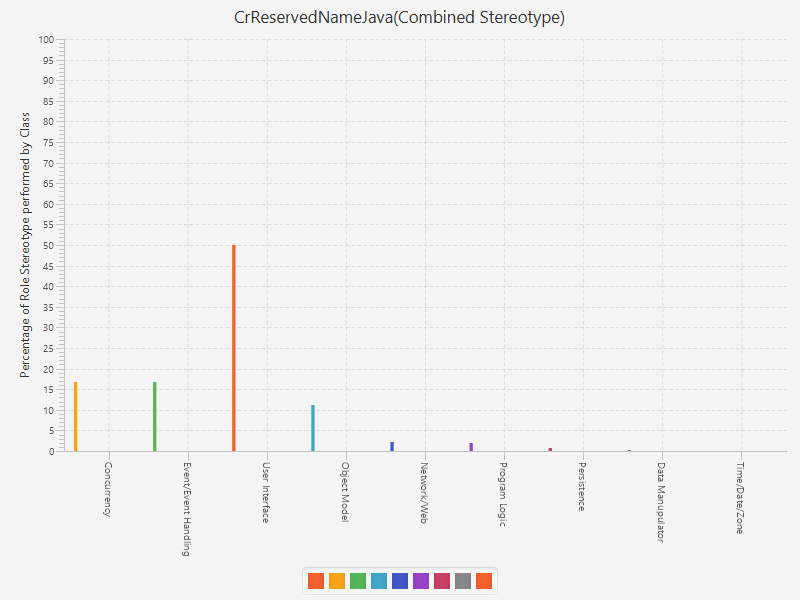 CrReservedNameJava(Combined Stereotype)
Percentage of Role Stereotype performed by Class
100
95
90
85
80
75
70
65
60
55
50
45
40
35
30
25
20
15
10
5
0
Concurrency
Event/Event Handling
User Interface
Object Model
Network/Web
Program Logic
Persistence
Data Manupulator
Time/Date/Zone